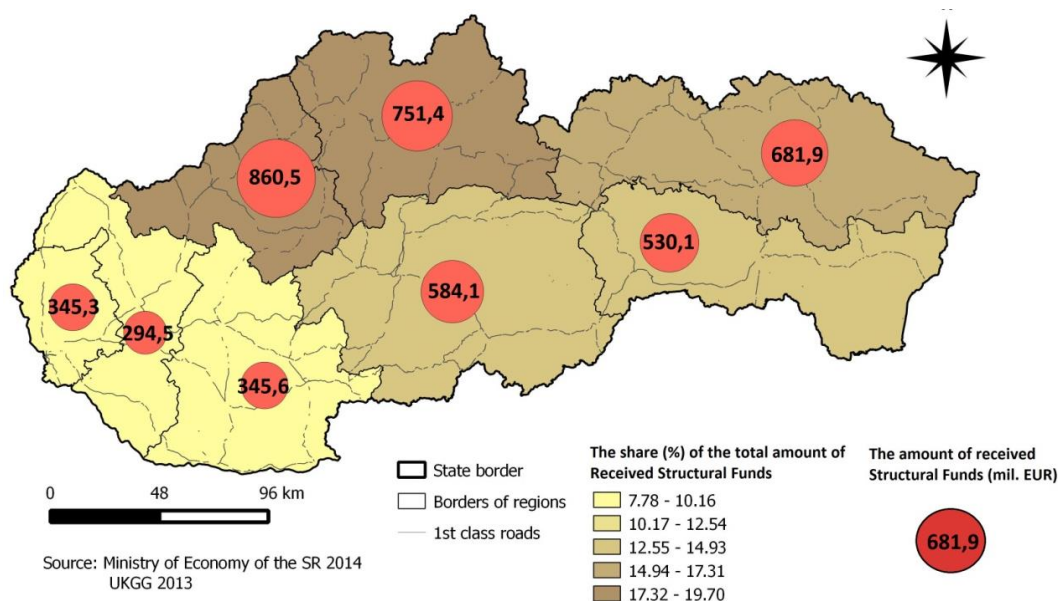 751,4
681,9
860,5
530,1
584,1
345,3
294,5
345,6
0 48 96 km
Source: Ministry of Economy of the SR 2014
UKGG 2013
State border
Borders of regions
1st class roads
The share (%) of the total amount of
Received Structural Funds
7.78 - 10.16
10.17 - 12.54
12.55 - 14.93
14.94 - 17.31
17.32 - 19.70
The amount of received
Structural Funds (mil. EUR)
681,9